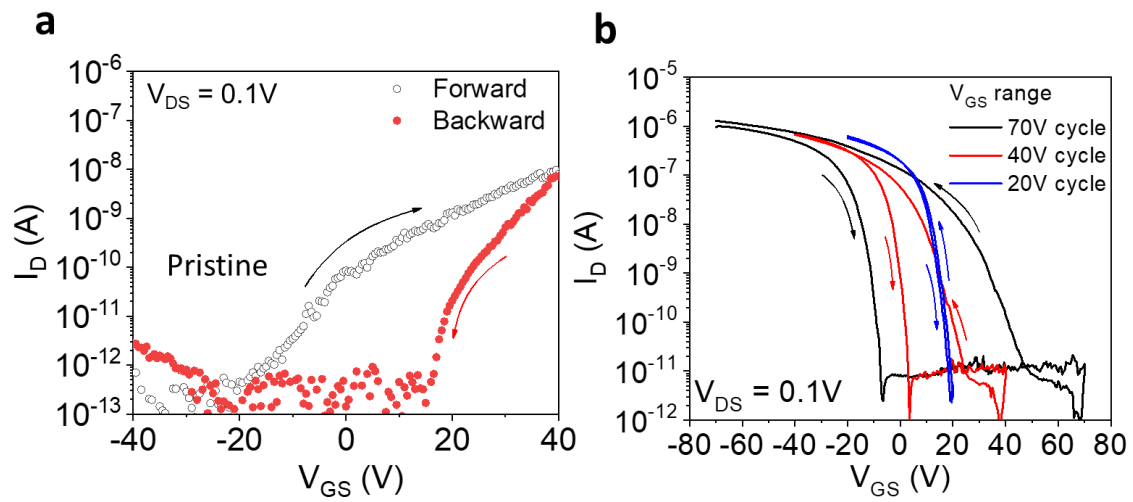 a
10^-6
10^-7
10^-8
10^-9
10^-10
10^-11
10^-12
10^-13
I_D (A)
V_DS = 0.1V
Forward
Backward
Pristine
-40 -20 0 20 40
V_GS (V)
b
10^-5
10^-6
10^-7
10^-8
10^-9
10^-10
10^-11
10^-12
I_D (A)
V_GS range
70V cycle
40V cycle
20V cycle
V_DS = 0.1V
-80 -60 -40 -20 0 20 40 60 80
V_GS (V)